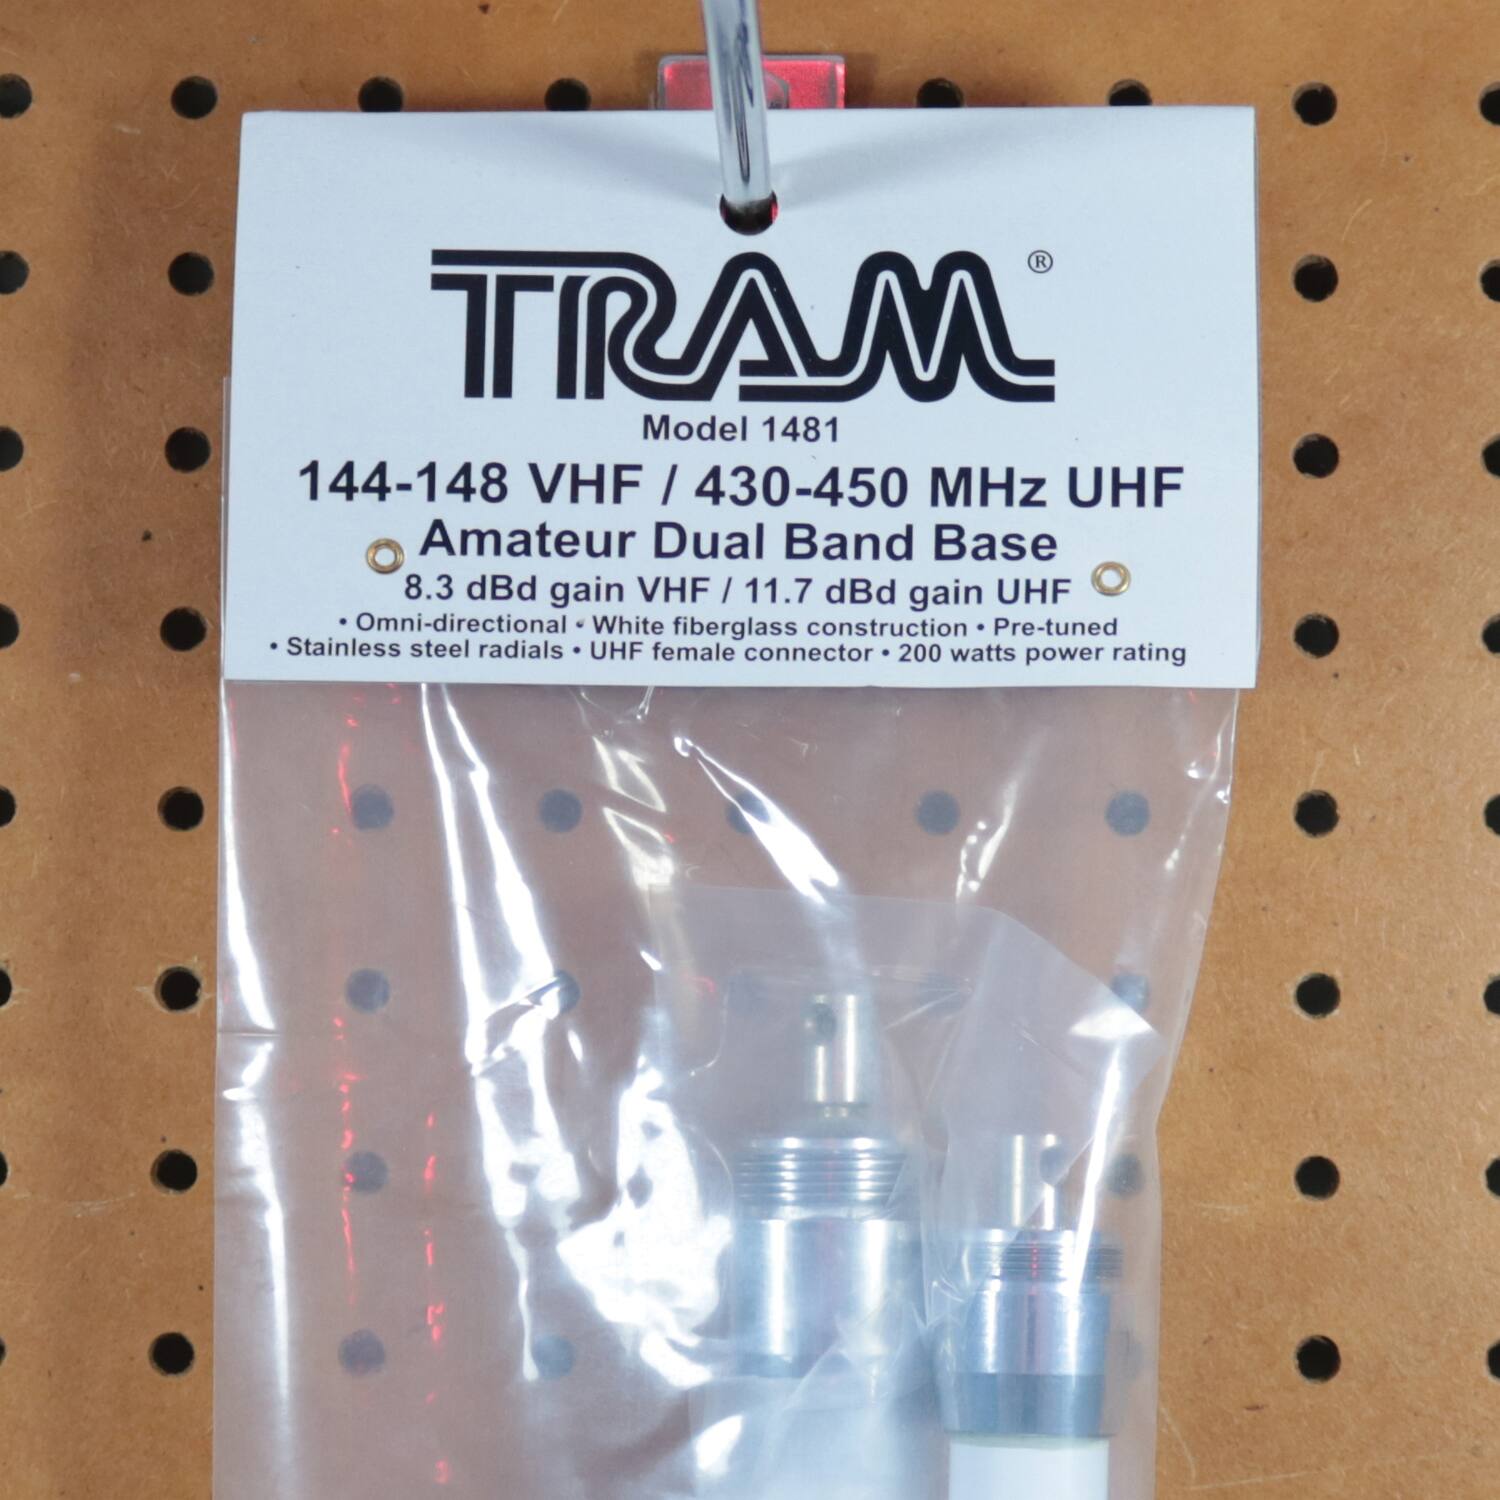 TRAM®
Model 1481
144-148 VHF / 430-450 MHz UHF
Amateur Dual Band Base
8.3 dBd gain VHF / 11.7 dBd gain UHF
• Omni-directional • White fiberglass construction • Pre-tuned
• Stainless steel radials • UHF female connector • 200 watts power rating